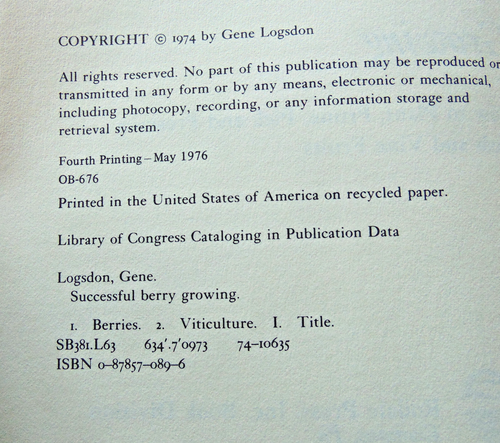 COPYRIGHT © 1974 by Gene Logsdon
All rights reserved. No part of this publication may be reproduced or
transmitted in any form or by any means, electronic or mechanical,
including photocopy, recording, or any information storage and
retrieval system.
Fourth Printing—May 1976
OB-676
Printed in the United States of America on recycled paper.
Library of Congress Cataloging in Publication Data
Logsdon, Gene.
Successful berry growing.
1. Berries. 2. Viticulture. I. Title.
SB381.L63 634'.7'0973 74-10635
ISBN 0-87857-089-6